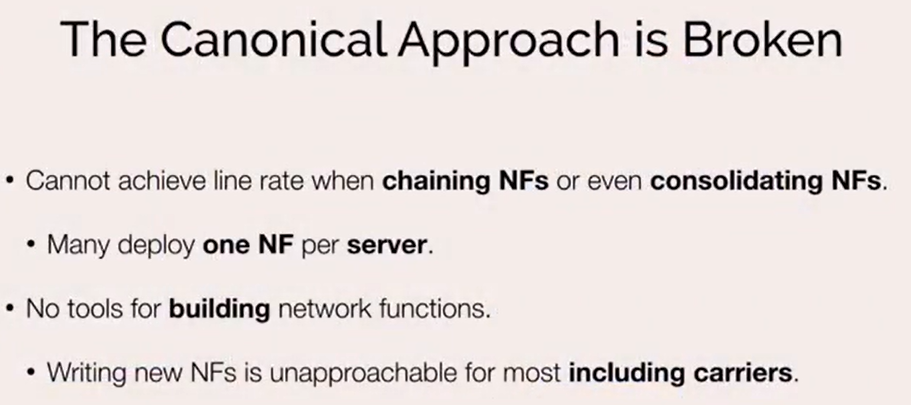 The Canonical Approach is Broken
• Cannot achieve line rate when chaining NFs or even consolidating NFs.
• Many deploy one NF per server.
• No tools for building network functions.
• Writing new NFs is unapproachable for most including carriers.